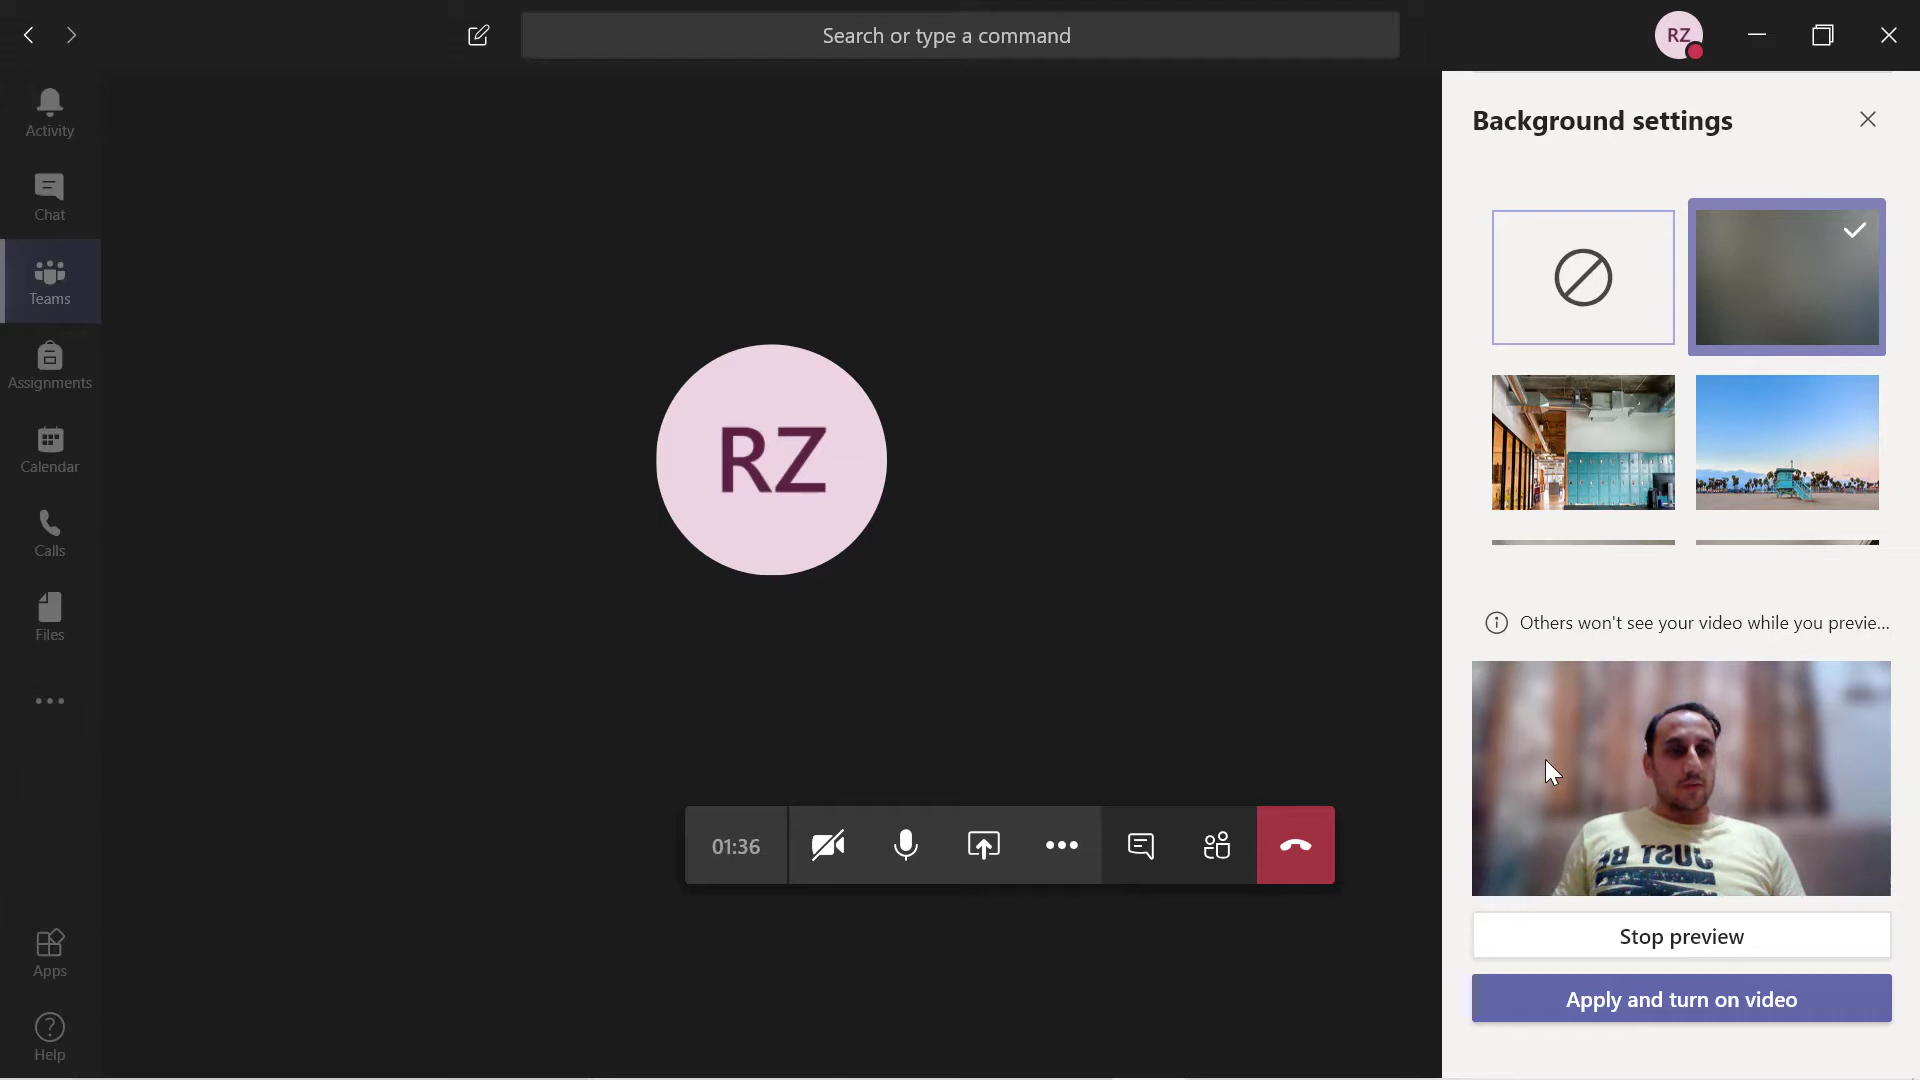 Search or type a command
RZ
Activity
Chat
Teams
Assignments
Calendar
Calls
Files
Apps
Help
RZ
01:36
Background settings
Others won't see your video while you previe...
JUST BE
Stop preview
Apply and turn on video